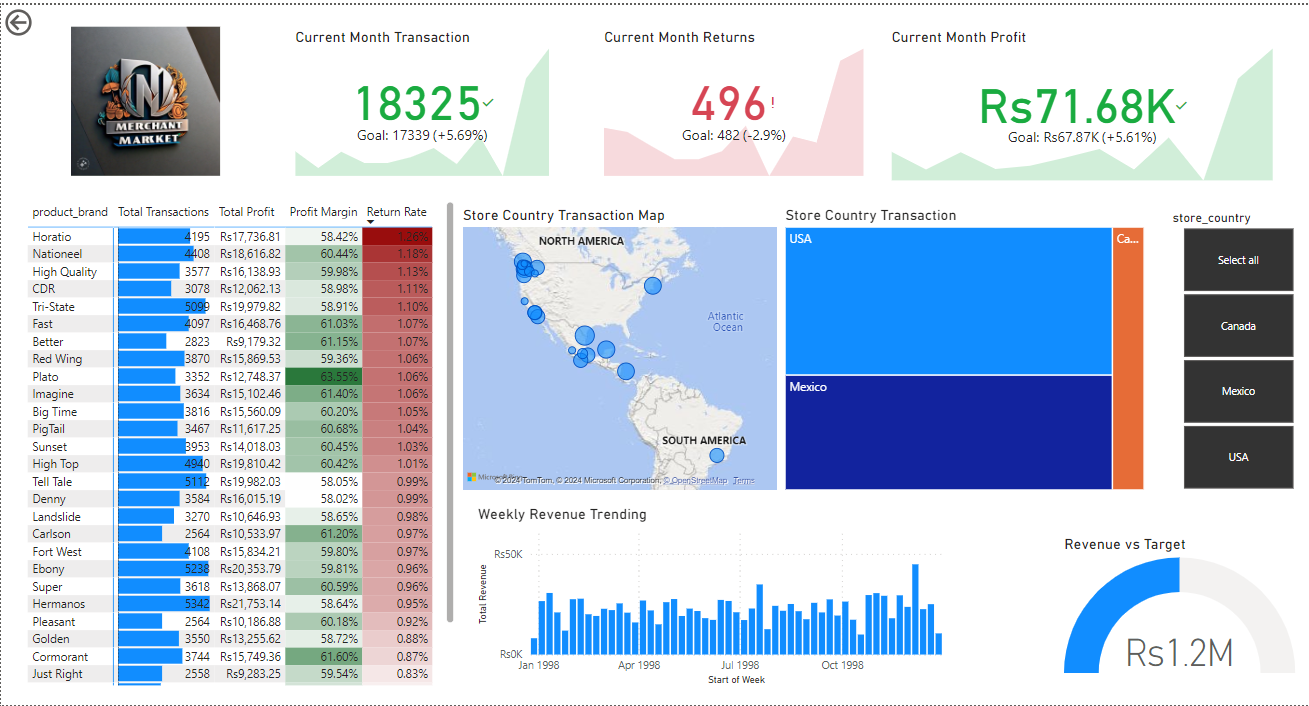 Current Month Transaction
18325
Goal: 17339 (+5.69%)
Current Month Returns
496!
Goal: 482 (-2.9%)
Current Month Profit
Rs71.68K
Goal: Rs67.87K (+5.61%)
N
MERCHANT
MARKKET
product_brand Total Transactions Total Profit Profit Margin Return Rate
Horatio 4195 Rs17,736.81 58.42% 1.26%
Nationeel 4408 Rs18,616.82 60.44% 1.18%
High Quality 3577 Rs16,138.93 59.98% 1.13%
CDR 3078 Rs12,062.13 58.98% 1.11%
Tri-State 5099 Rs19,979.82 58.91% 1.10%
Fast 4097 Rs16,468.76 61.03% 1.07%
Better 2823 Rs9,179.32 61.15% 1.07%
Red Wing 3870 Rs15,869.53 59.36% 1.06%
Plato 3352 Rs12,748.37 63.55% 1.06%
Imagine 3634 Rs15,102.46 61.40% 1.06%
Big Time 3816 Rs15,560.09 60.20% 1.05%
PigTail 3467 Rs11,617.25 60.68% 1.04%
Sunset 3953 Rs14,018.03 60.45% 1.03%
High Top 4940 Rs19,810.42 60.42% 1.01%
Tell Tale 5112 Rs19,982.03 58.05% 0.99%
Denny 3584 Rs16,015.19 58.02% 0.99%
Landslide 3270 Rs10,646.93 58.65% 0.98%
Carlson 2564 Rs10,533.97 61.20% 0.97%
Fort West 4108 Rs15,834.21 59.80% 0.97%
Ebony 5238 Rs20,353.79 59.81% 0.96%
Super 3618 Rs13,868.07 60.59% 0.96%
Hermanos 5342 Rs21,753.14 58.64% 0.95%
Pleasant 2564 Rs10,186.88 60.18% 0.92%
Golden 3550 Rs13,255.62 58.72% 0.88%
Cormorant 3744 Rs15,749.36 61.60% 0.87%
Just Right 2558 Rs9,283.25 59.54% 0.83%
Store Country Transaction Map
NORTH AMERICA
Atlantic
Ocean
SOUTH AMERICA
© 2024 TomTom, © 2024 Microsoft Corporation, © OpenStreetMap Terms
Store Country Transaction
USA
Ca...
Mexico
store_country
Select all
Canada
Mexico
USA
Weekly Revenue Trending
Total Revenue
Rs50K
Rs0K
Jan 1998 Apr 1998 Jul 1998 Oct 1998
Start of Week
Revenue vs Target
Rs1.2M